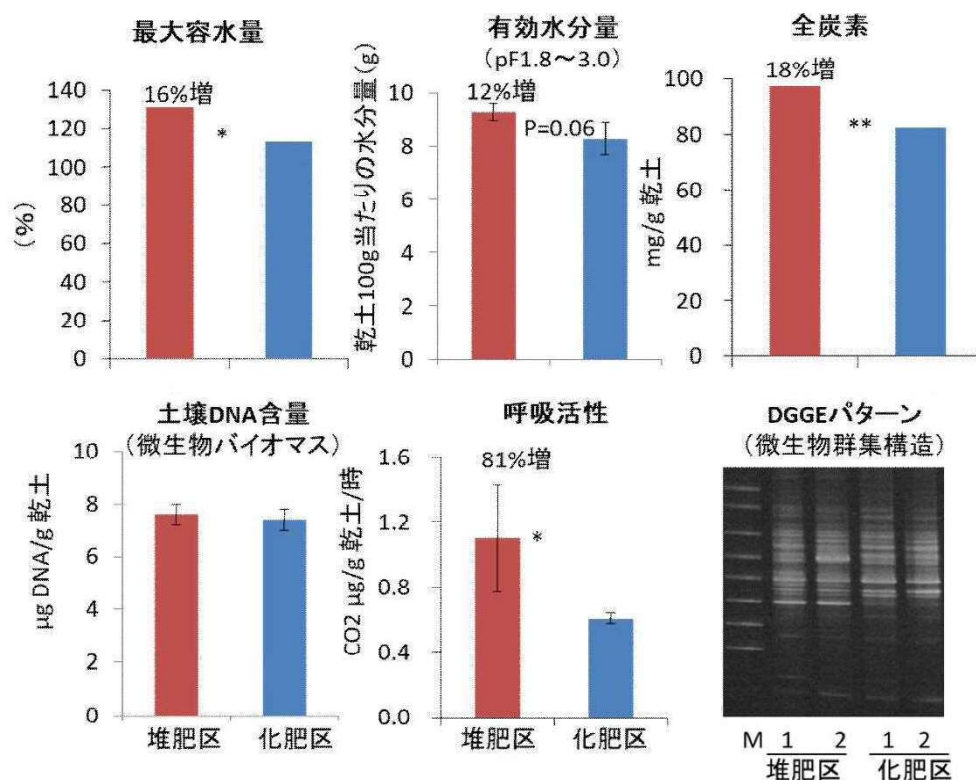 最大容水量
(%)
140
120
100
80
60
40
20
0
16%増
*
有効水分量
(pF1.8～3.0)
乾土100g当たりの水分量(g)
10
8
6
4
2
0
12%増
P=0.06
全炭素
mg/g 乾土
100
80
60
40
20
0
18%増
**
土壌DNA含量
(微生物バイオマス)
µg DNA/g 乾土
10
8
6
4
2
0
堆肥区 化肥区
呼吸活性
CO2 µg/g 乾土/時
1.6
1.2
0.8
0.4
0.0
81%増
*
堆肥区 化肥区
DGGEパターン
(微生物群集構造)
M 1 2 1 2
堆肥区 化肥区